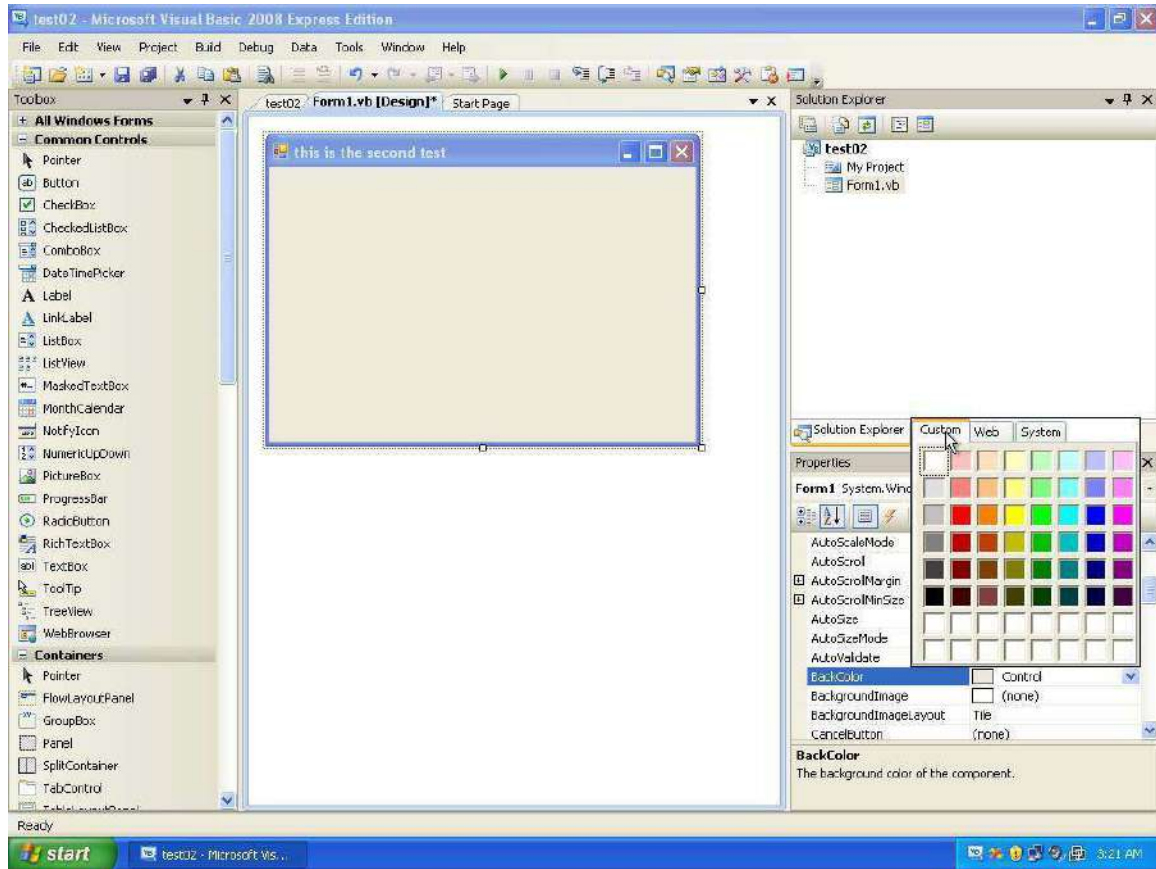 test02 - Microsoft Visual Basic 2008 Express Edition
File Edit View Project Build Debug Data Tools Window Help
Toolbox
All Windows Forms
Common Controls
Pointer
Button
CheckBox
CheckedListBox
ComboBox
DateTimePicker
Label
LinkLabel
ListBox
ListView
MaskedTextBox
MonthCalendar
NotifyIcon
NumericUpDown
PictureBox
ProgressBar
RadioButton
RichTextBox
TextBox
ToolTip
TreeView
WebBrowser
Containers
Pointer
FlowLayoutPanel
GroupBox
Panel
SplitContainer
TabControl
test02 Form1.vb [Design]* Start Page
this is the second test
Solution Explorer
test02
My Project
Form1.vb
Solution Explorer
Custom Web System
Properties
Form1 System.Wind
AutoScaleMode
AutoScroll
AutoScrollMargin
AutoScrollMinSize
AutoSize
AutoSizeMode
AutoValidate
BackColor Control
BackgroundImage (none)
BackgroundImageLayout Tile
CancelButton (none)
BackColor
The background color of the component.
Ready
start test02 - Microsoft Vis...